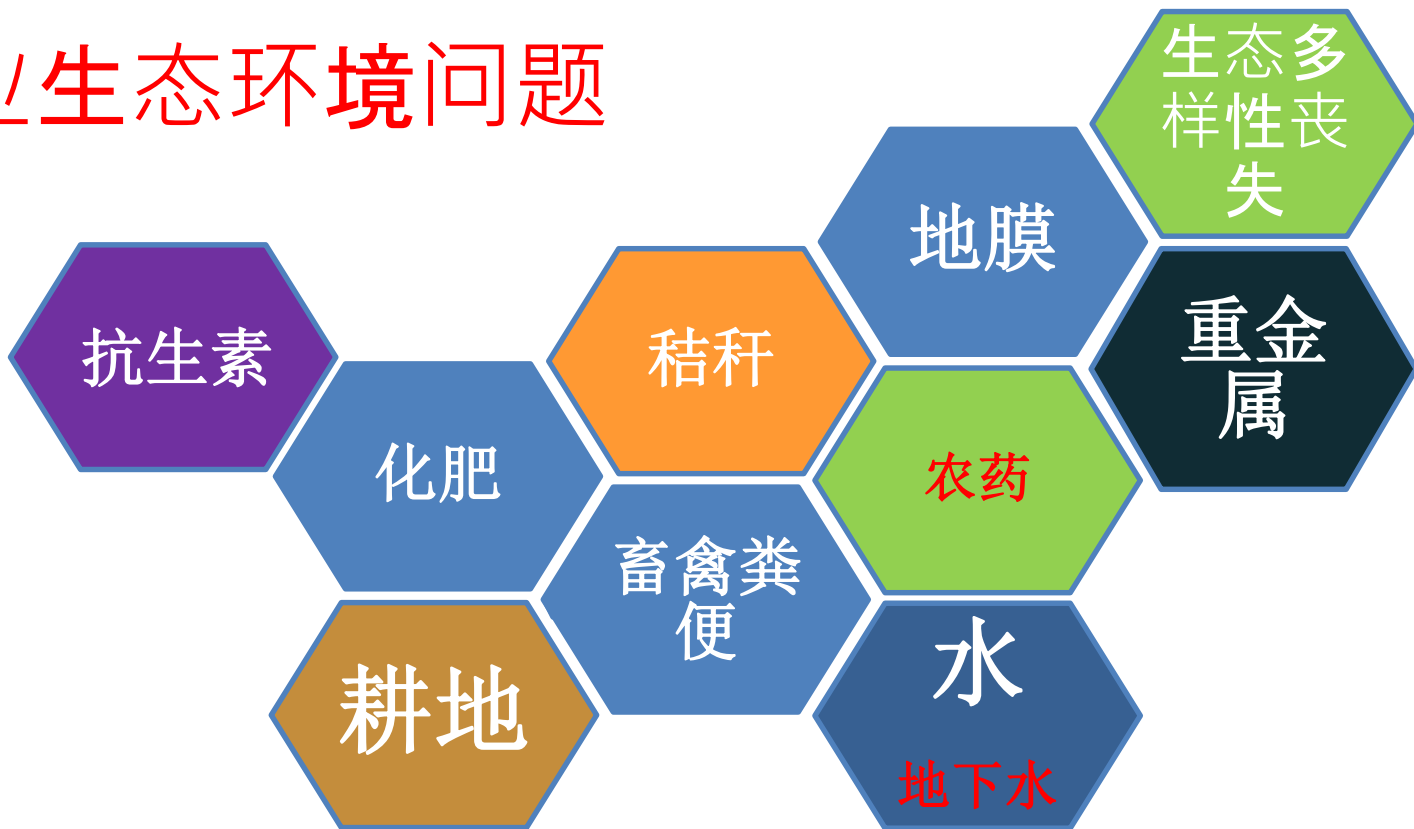 生态环境问题
生态多
样性丧
失
地膜
重金
属
抗生素
秸秆
化肥
农药
畜禽粪
便
耕地
水
地下水